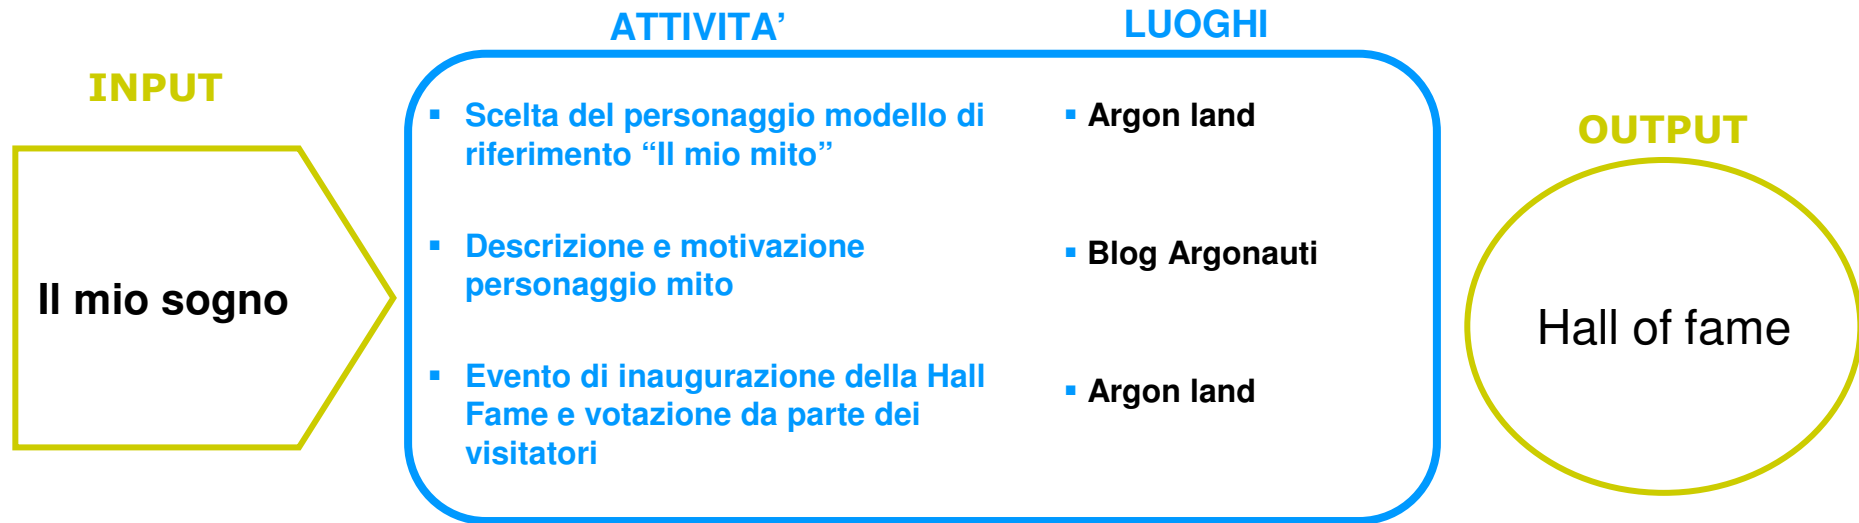 ATTIVITA’
LUOGHI
INPUT
OUTPUT
Il mio sogno
▪ Scelta del personaggio modello di
riferimento “Il mio mito”
▪ Argon land
▪ Descrizione e motivazione
personaggio mito
▪ Blog Argonauti
▪ Evento di inaugurazione della Hall
Fame e votazione da parte dei
visitatori
▪ Argon land
Hall of fame